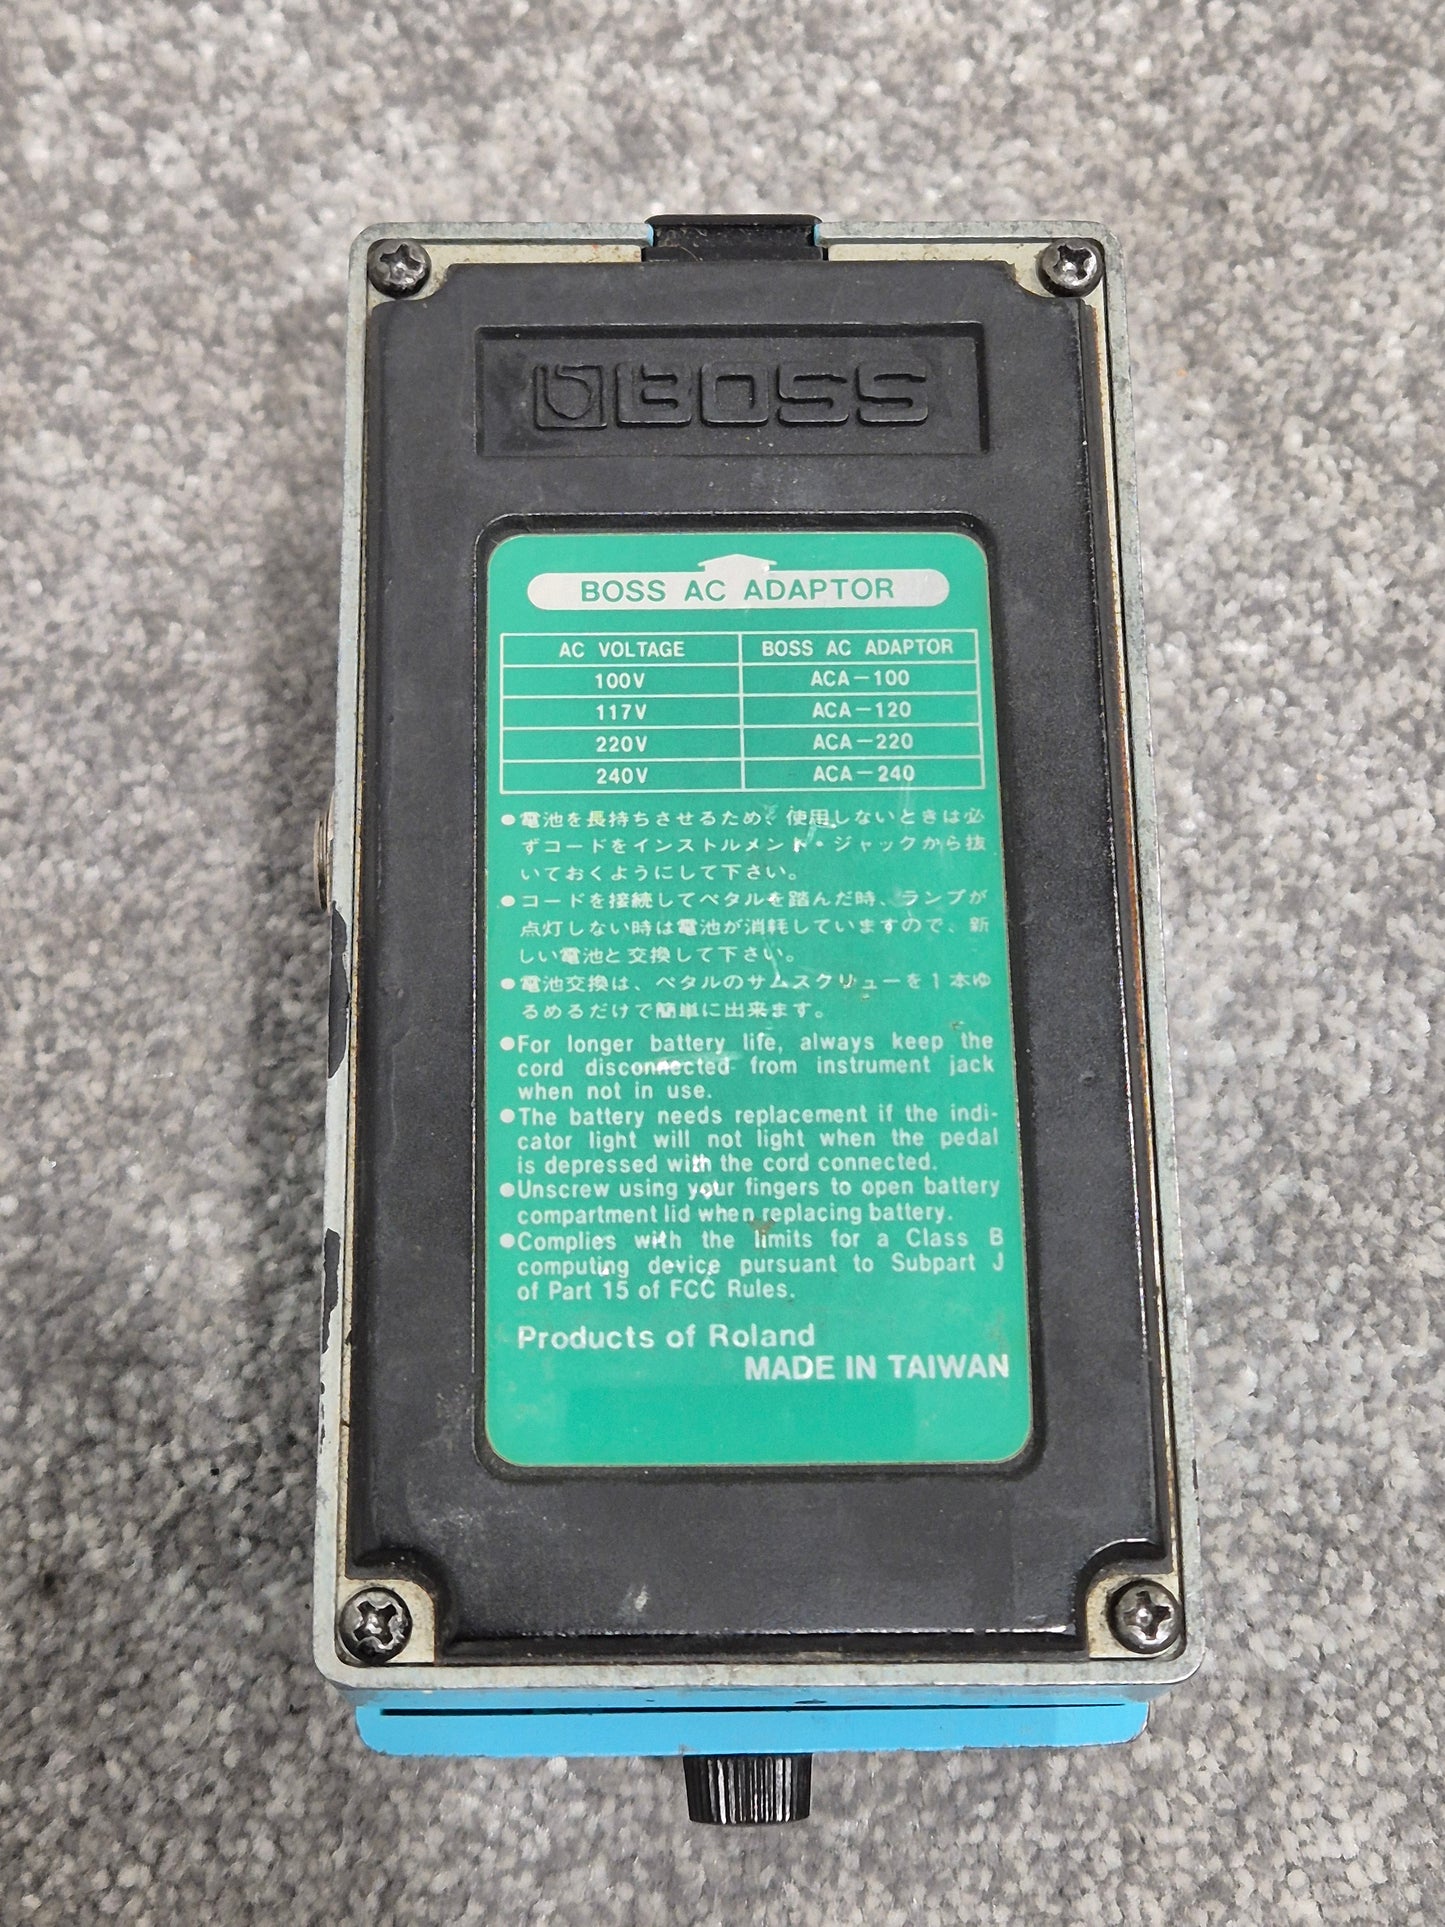 BOSS
BOSS AC ADAPTOR
AC VOLTAGE BOSS AC ADAPTOR
100V ACA-100
117V ACA-120
220V ACA-220
240V ACA-240
●電池を長持ちさせるため、使用しないときは必
ずコードをインストルメント・ジャックから抜
いておくようにして下さい。
●コードを接続してペタルを踏んだ時、ランプが
点灯しない時は電池が消耗していますので、新
しい電池と交換して下さい。
●電池交換は、ペタルのサムスクリューを1本ゆ
るめるだけで簡単に出来ます。
●For longer battery life, always keep the
cord disconnected from instrument jack
when not in use.
●The battery needs replacement if the indi-
cator light will not light when the pedal
is depressed with the cord connected.
●Unscrew using your fingers to open battery
compartment lid when replacing battery.
●Complies with the limits for a Class B
computing device pursuant to Subpart J
of Part 15 of FCC Rules.
Products of Roland
MADE IN TAIWAN